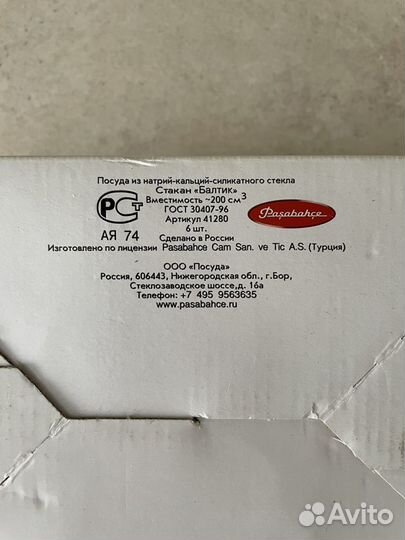 Посуда из натрий-кальций-силикатного стекла
Стакан «Балтик»
Вместимость ~200 см³
ГОСТ 30407-96
Артикул 41280
6 шт.
РСТ
АЯ 74
Paşabahçe
Сделано в России
Изготовлено по лицензии Pasabahce Cam San. ve Tic A.S. (Турция)
ООО «Посуда»
Россия, 606443, Нижегородская обл., г.Бор,
Стеклозаводское шоссе,д. 16а
Телефон: +7 495 9563635
www.pasabahce.ru
Avito